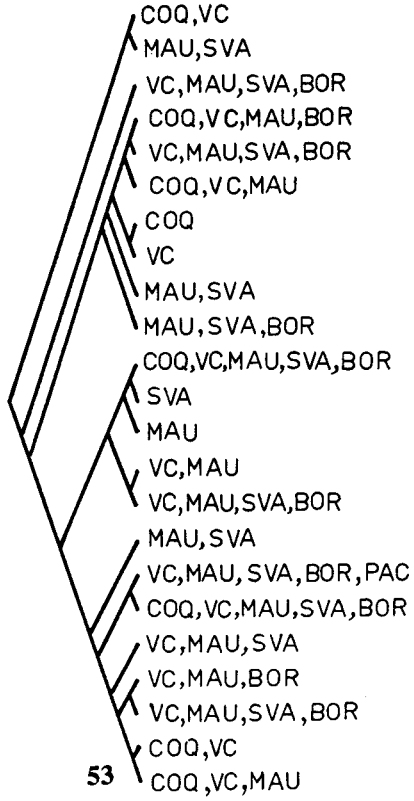 COQ,VC
MAU,SVA
VC,MAU,SVA,BOR
COQ,VC,MAU,BOR
VC,MAU,SVA,BOR
COQ,VC,MAU
COQ
VC
MAU,SVA
MAU,SVA,BOR
COQ,VC,MAU,SVA,BOR
SVA
MAU
VC,MAU
VC,MAU,SVA,BOR
MAU,SVA
VC,MAU,SVA,BOR,PAC
COQ,VC,MAU,SVA,BOR
VC,MAU,SVA
VC,MAU,BOR
VC,MAU,SVA,BOR
COQ,VC
53
COQ,VC,MAU